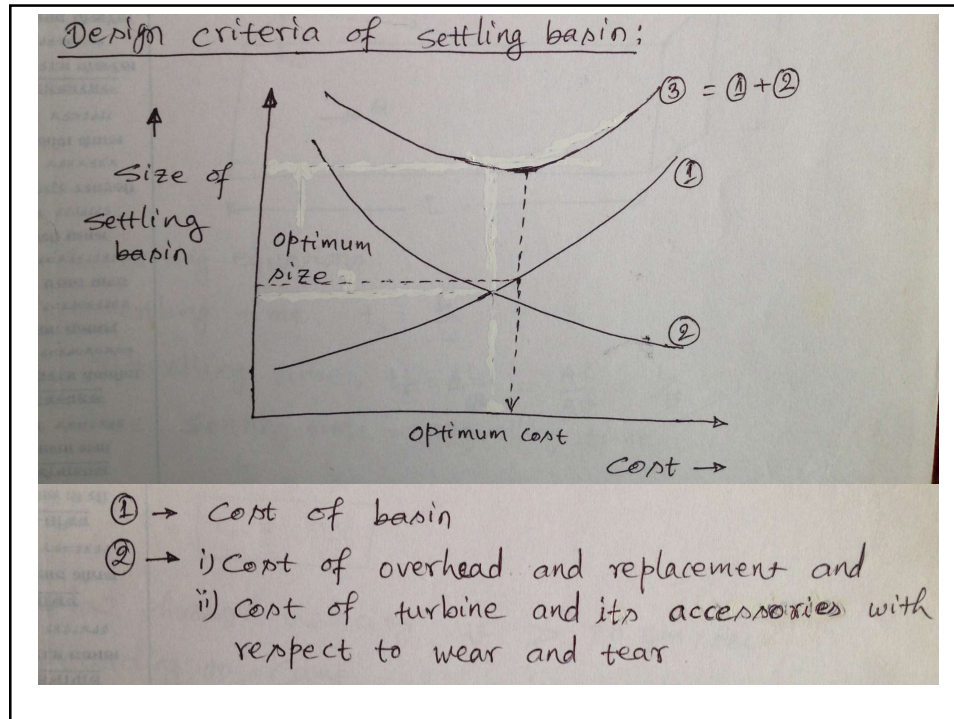 Design criteria of settling basin:
③ = ① + ②
Size of
settling
basin
①
optimum
size
②
optimum cost
cost →
① → cost of basin
② → i) cost of overhead and replacement and
ii) cost of turbine and its accessories with
respect to wear and tear